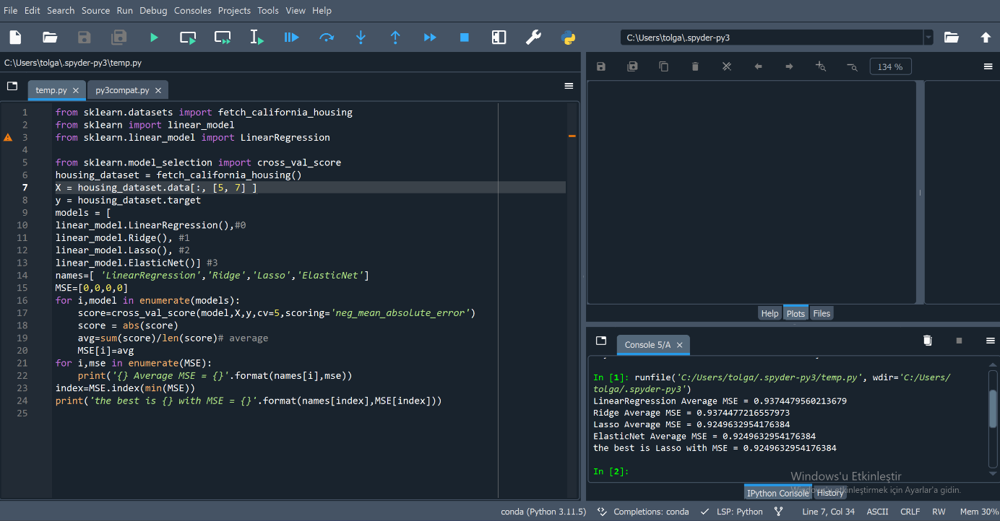 File Edit Search Source Run Debug Consoles Projects Tools View Help
C:\Users\tolga\.spyder-py3
C:\Users\tolga\.spyder-py3\temp.py
temp.py
py3compat.py
1 from sklearn.datasets import fetch_california_housing
2 from sklearn import linear_model
3 from sklearn.linear_model import LinearRegression
4
5 from sklearn.model_selection import cross_val_score
6 housing_dataset = fetch_california_housing()
7 X = housing_dataset.data[:, [5, 7] ]
8 y = housing_dataset.target
9 models = [
10 linear_model.LinearRegression(),#0
11 linear_model.Ridge(), #1
12 linear_model.Lasso(), #2
13 linear_model.ElasticNet()] #3
14 names=[ 'LinearRegression','Ridge','Lasso','ElasticNet']
15 MSE=[0,0,0,0]
16 for i,model in enumerate(models):
17     score=cross_val_score(model,X,y,cv=5,scoring='neg_mean_absolute_error')
18     score = abs(score)
19     avg=sum(score)/len(score)# average
20     MSE[i]=avg
21 for i,mse in enumerate(MSE):
22     print('{} Average MSE = {}'.format(names[i],mse))
23 index=MSE.index(min(MSE))
24 print('the best is {} with MSE = {}'.format(names[index],MSE[index]))
25
134 %
Help Plots Files
Console 5/A
In [1]: runfile('C:/Users/tolga/.spyder-py3/temp.py', wdir='C:/Users/
tolga/.spyder-py3')
LinearRegression Average MSE = 0.9374479560213679
Ridge Average MSE = 0.9374477216557973
Lasso Average MSE = 0.9249632954176384
ElasticNet Average MSE = 0.9249632954176384
the best is Lasso with MSE = 0.9249632954176384
In [2]:
Windows'u Etkinleştir
etkinleştirmek için Ayarlar'a gidin.
IPython Console History
conda (Python 3.11.5) Completions: conda LSP: Python Line 7, Col 34 ASCII CRLF RW Mem 30%